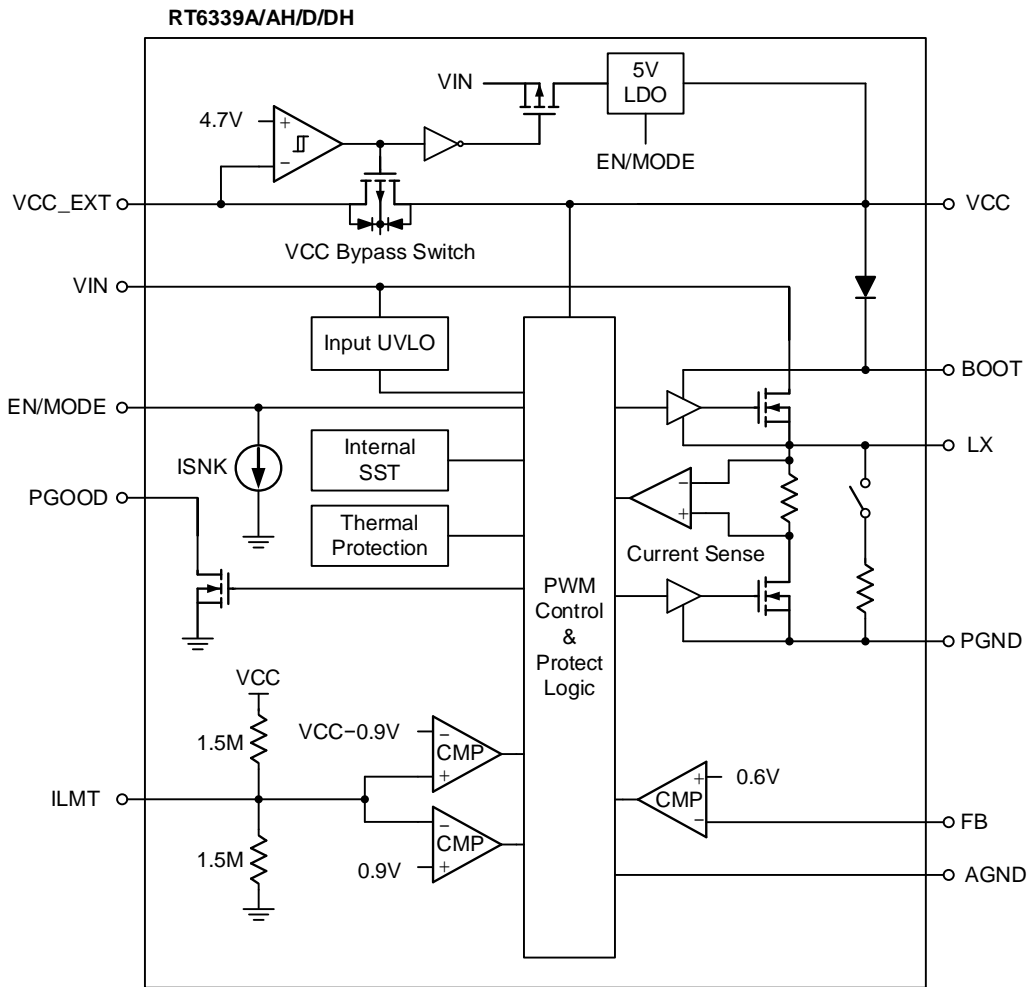 RT6339A/AH/D/DH
VIN
5V
LDO
4.7V
+
−
EN/MODE
VCC_EXT
VCC
VCC Bypass Switch
VIN
Input UVLO
BOOT
EN/MODE
Internal
SST
LX
ISNK
PGOOD
Thermal
Protection
−
+
Current Sense
PWM
Control
&
Protect
Logic
PGND
VCC
1.5M
VCC−0.9V
−
CMP
+
0.6V
+
CMP
−
ILMT
FB
−
CMP
+
1.5M
0.9V
AGND